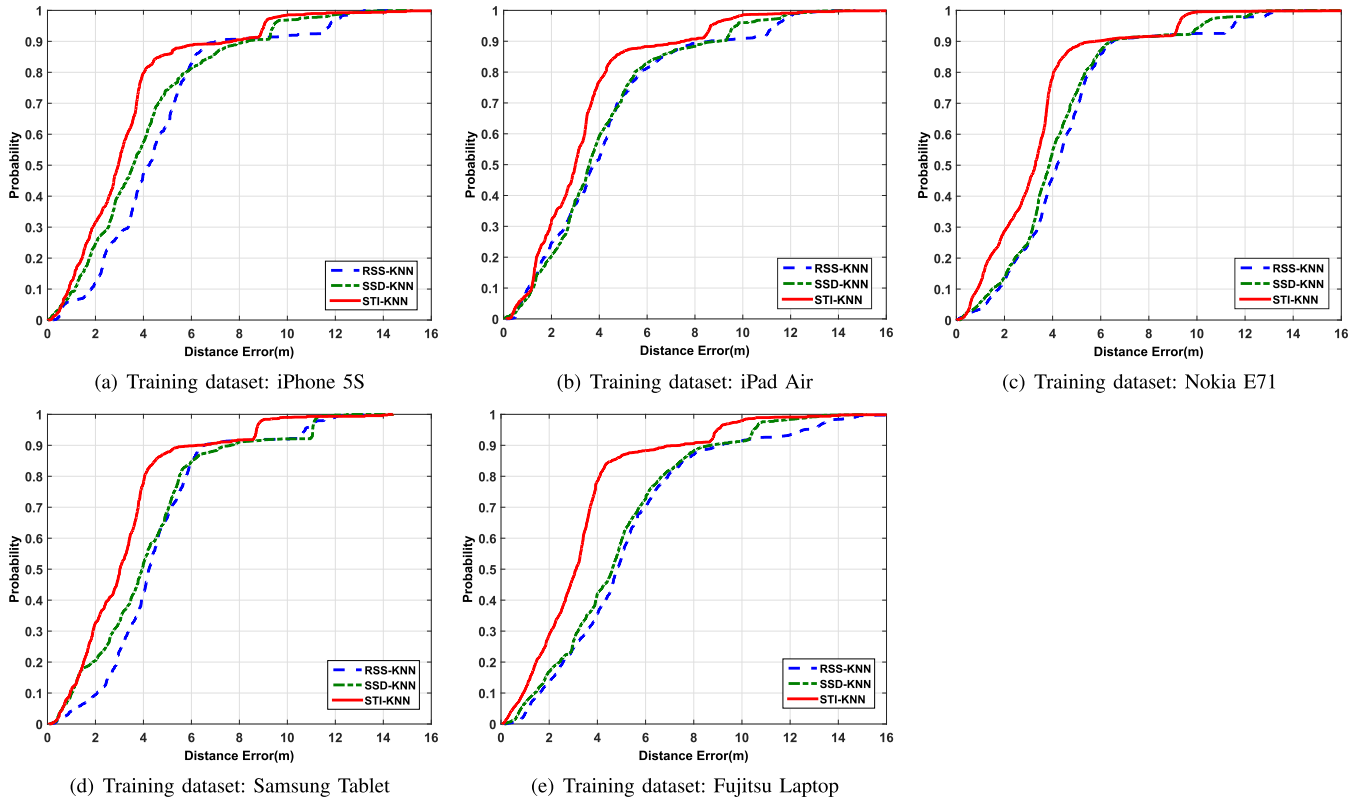 1
0.9
0.8
0.7
0.6
0.5
0.4
0.3
0.2
0.1
0
Probability
RSS-KNN
SSD-KNN
STI-KNN
0 2 4 6 8 10 12 14 16
Distance Error(m)
(a) Training dataset: iPhone 5S
1
0.9
0.8
0.7
0.6
0.5
0.4
0.3
0.2
0.1
0
Probability
RSS-KNN
SSD-KNN
STI-KNN
0 2 4 6 8 10 12 14 16
Distance Error(m)
(b) Training dataset: iPad Air
1
0.9
0.8
0.7
0.6
0.5
0.4
0.3
0.2
0.1
0
Probability
RSS-KNN
SSD-KNN
STI-KNN
0 2 4 6 8 10 12 14 16
Distance Error(m)
(c) Training dataset: Nokia E71
1
0.9
0.8
0.7
0.6
0.5
0.4
0.3
0.2
0.1
0
Probability
RSS-KNN
SSD-KNN
STI-KNN
0 2 4 6 8 10 12 14 16
Distance Error(m)
(d) Training dataset: Samsung Tablet
1
0.9
0.8
0.7
0.6
0.5
0.4
0.3
0.2
0.1
0
Probability
RSS-KNN
SSD-KNN
STI-KNN
0 2 4 6 8 10 12 14 16
Distance Error(m)
(e) Training dataset: Fujitsu Laptop